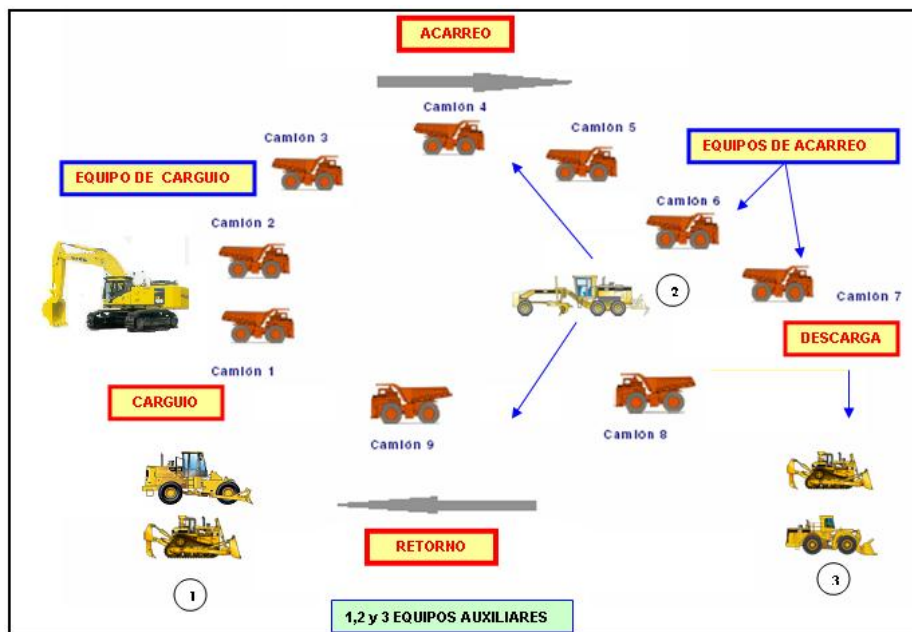 ACARREO
Camión 4
Camión 3
Camión 5
EQUIPOS DE ACARREO
EQUIPO DE CARGUIO
Camión 6
Camión 2
2
Camión 7
DESCARGA
Camión 1
CARGUIO
Camión 9
Camión 8
RETORNO
1
3
1,2 y 3 EQUIPOS AUXILIARES